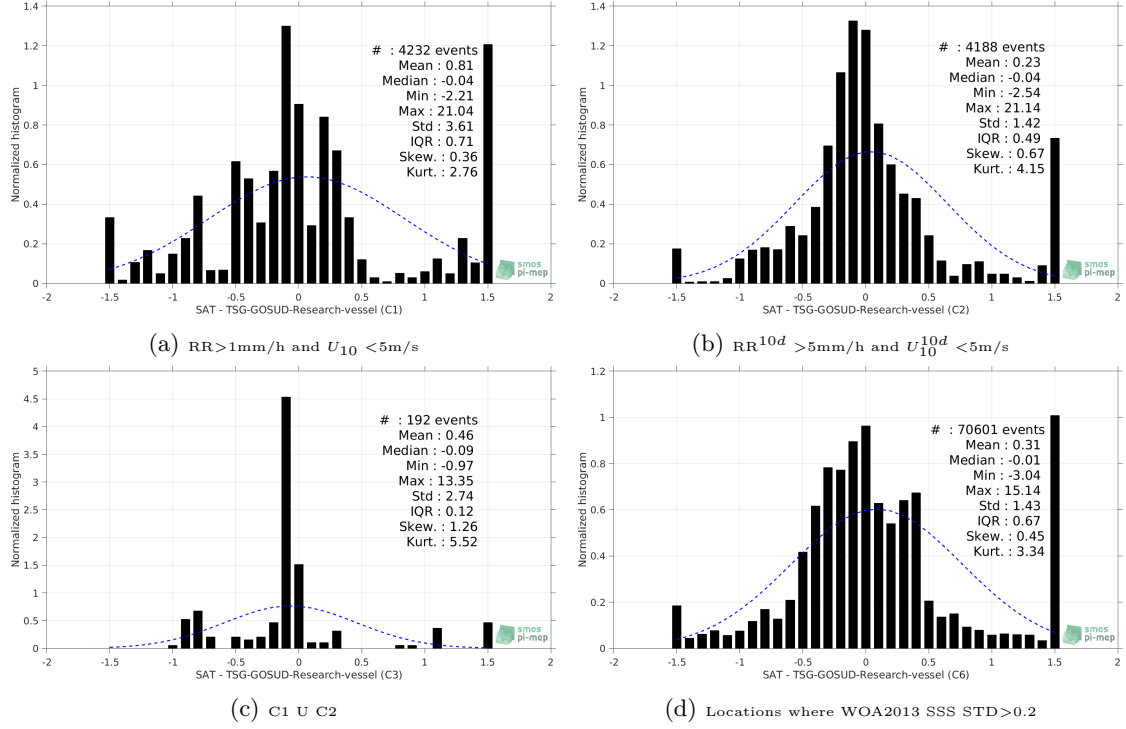 1.4
1.2
1
0.8
0.6
0.4
0.2
0
Normalized histogram
# : 4232 events
Mean : 0.81
Median : -0.04
Min : -2.21
Max : 21.04
Std : 3.61
IQR : 0.71
Skew. : 0.36
Kurt. : 2.76
smos
pi-mep
-2 -1 -0.5 0 0.5 1 1.5 2
SAT - TSG-GOSUD-Research-vessel (C1)
(a) RR>1mm/h and U10 <5m/s
1.4
1.2
1
0.8
0.6
0.4
0.2
0
Normalized histogram
# : 4188 events
Mean : 0.23
Median : -0.04
Min : -2.54
Max : 21.14
Std : 1.42
IQR : 0.49
Skew. : 0.67
Kurt. : 4.15
smos
pi-mep
-2 -1.5 -1 -0.5 0 0.5 1 1.5 2
SAT - TSG-GOSUD-Research-vessel (C2)
(b) RR^10d >5mm/h and U10^10d <5m/s
5
4.5
4
3.5
3
2.5
2
1.5
1
0.5
0
Normalized histogram
# : 192 events
Mean : 0.46
Median : -0.09
Min : -0.97
Max : 13.35
Std : 2.74
IQR : 0.12
Skew. : 1.26
Kurt. : 5.52
smos
pi-mep
-2 -1.5 -1 -0.5 0 0.5 1 1.5 2
SAT - TSG-GOSUD-Research-vessel (C3)
(c) C1 U C2
1.2
1
0.8
0.6
0.4
0.2
0
Normalized histogram
# : 70601 events
Mean : 0.31
Median : -0.01
Min : -3.04
Max : 15.14
Std : 1.43
IQR : 0.67
Skew. : 0.45
Kurt. : 3.34
smos
pi-mep
-2 -1.5 -1 -0.5 0 0.5 1 1.5 2
SAT - TSG-GOSUD-Research-vessel (C6)
(d) Locations where WOA2013 SSS STD>0.2